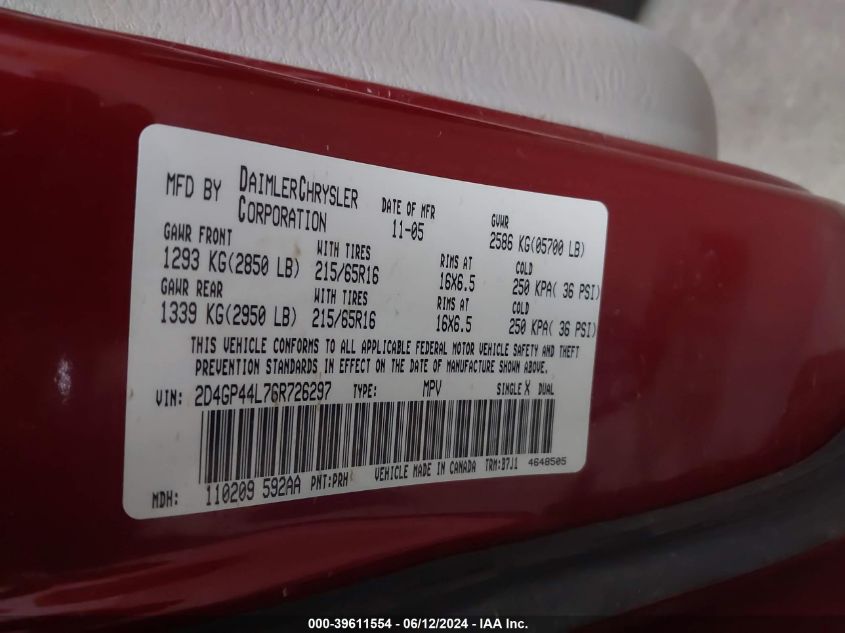 MFD BY DAIMLERCHRYSLER CORPORATION DATE OF MFR 11-05 GVWR 2586 KG(05700 LB)
GAWR FRONT WITH TIRES RIMS AT COLD
1293 KG(2850 LB) 215/65R16 16X6.5 250 KPA( 36 PSI)
GAWR REAR WITH TIRES RIMS AT COLD
1339 KG(2950 LB) 215/65R16 16X6.5 250 KPA( 36 PSI)
THIS VEHICLE CONFORMS TO ALL APPLICABLE FEDERAL MOTOR VEHICLE SAFETY AND THEFT
PREVENTION STANDARDS IN EFFECT ON THE DATE OF MANUFACTURE SHOWN ABOVE.
VIN: 2D4GP44L76R726297 TYPE: MPV SINGLE X DUAL
MDH: 110209 592AA PNT:PRH VEHICLE MADE IN CANADA TRM:B7J1 4648505
000-39611554 - 06/12/2024 - IAA Inc.